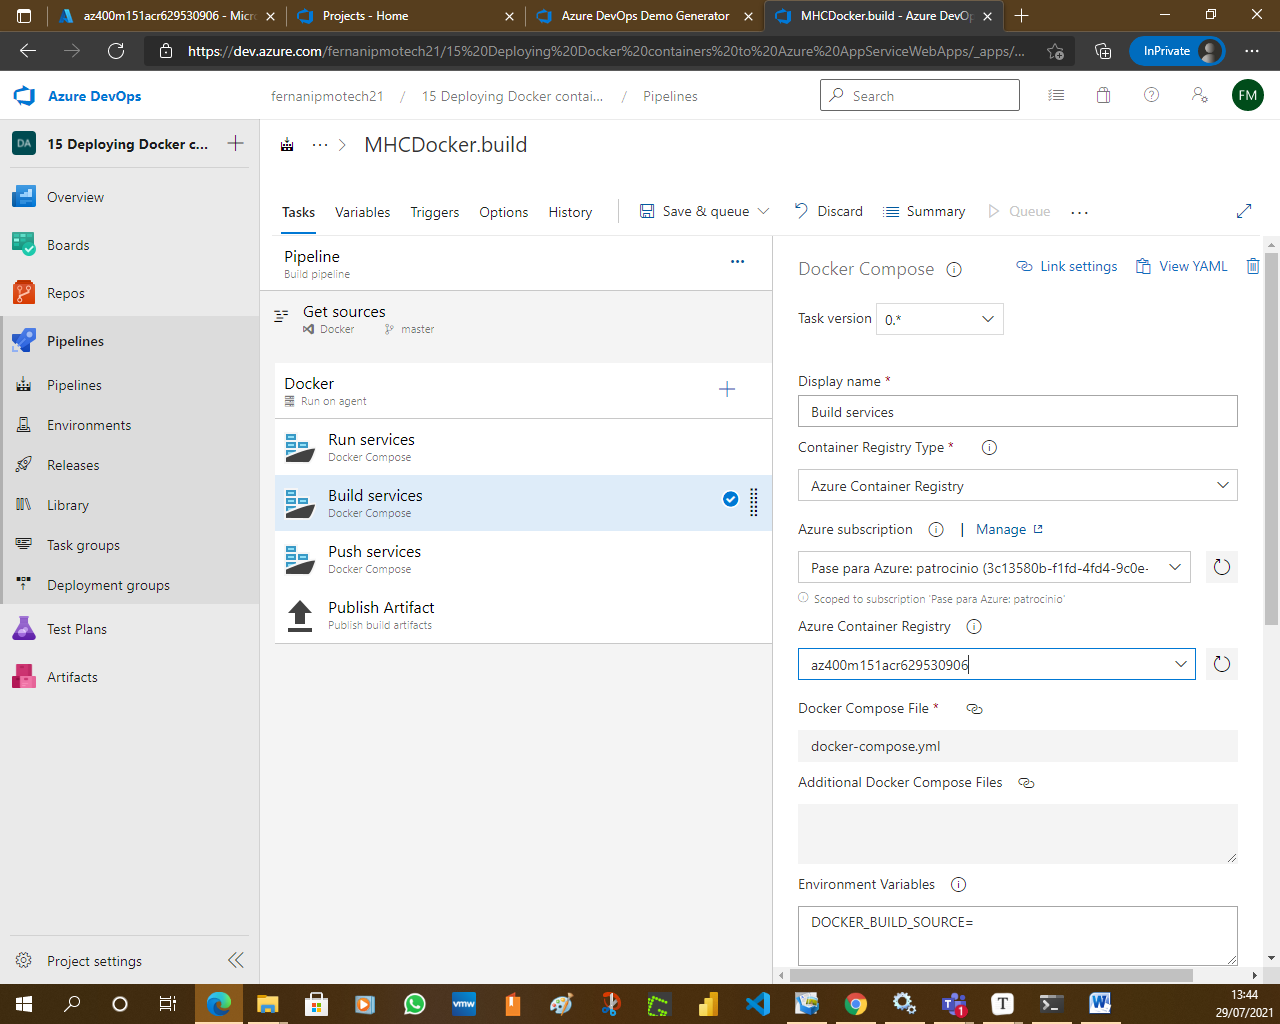 az400m151acr629530906 - Micr
Projects - Home
Azure DevOps Demo Generator
MHCDocker.build - Azure DevOp
https://dev.azure.com/fernanipmotech21/15%20Deploying%20Docker%20containers%20to%20Azure%20AppServiceWebApps/_apps/...
InPrivate
Azure DevOps
fernanipmotech21 / 15 Deploying Docker contai... / Pipelines
Search
FM
DA
15 Deploying Docker c...
Overview
Boards
Repos
Pipelines
Pipelines
Environments
Releases
Library
Task groups
Deployment groups
Test Plans
Artifacts
Project settings
... > MHCDocker.build
Tasks Variables Triggers Options History
Save & queue Discard Summary Queue ...
Pipeline
Build pipeline
...
Get sources
Docker master
Docker
Run on agent
Run services
Docker Compose
Build services
Docker Compose
Push services
Docker Compose
Publish Artifact
Publish build artifacts
Docker Compose
Link settings View YAML
Task version 0.*
Display name *
Build services
Container Registry Type *
Azure Container Registry
Azure subscription | Manage
Pase para Azure: patrocinio (3c13580b-f1fd-4fd4-9c0e-
Scoped to subscription 'Pase para Azure: patrocinio'
Azure Container Registry
az400m151acr629530906
Docker Compose File *
docker-compose.yml
Additional Docker Compose Files
Environment Variables
DOCKER_BUILD_SOURCE=
vmw
1
T
W
13:44
29/07/2021